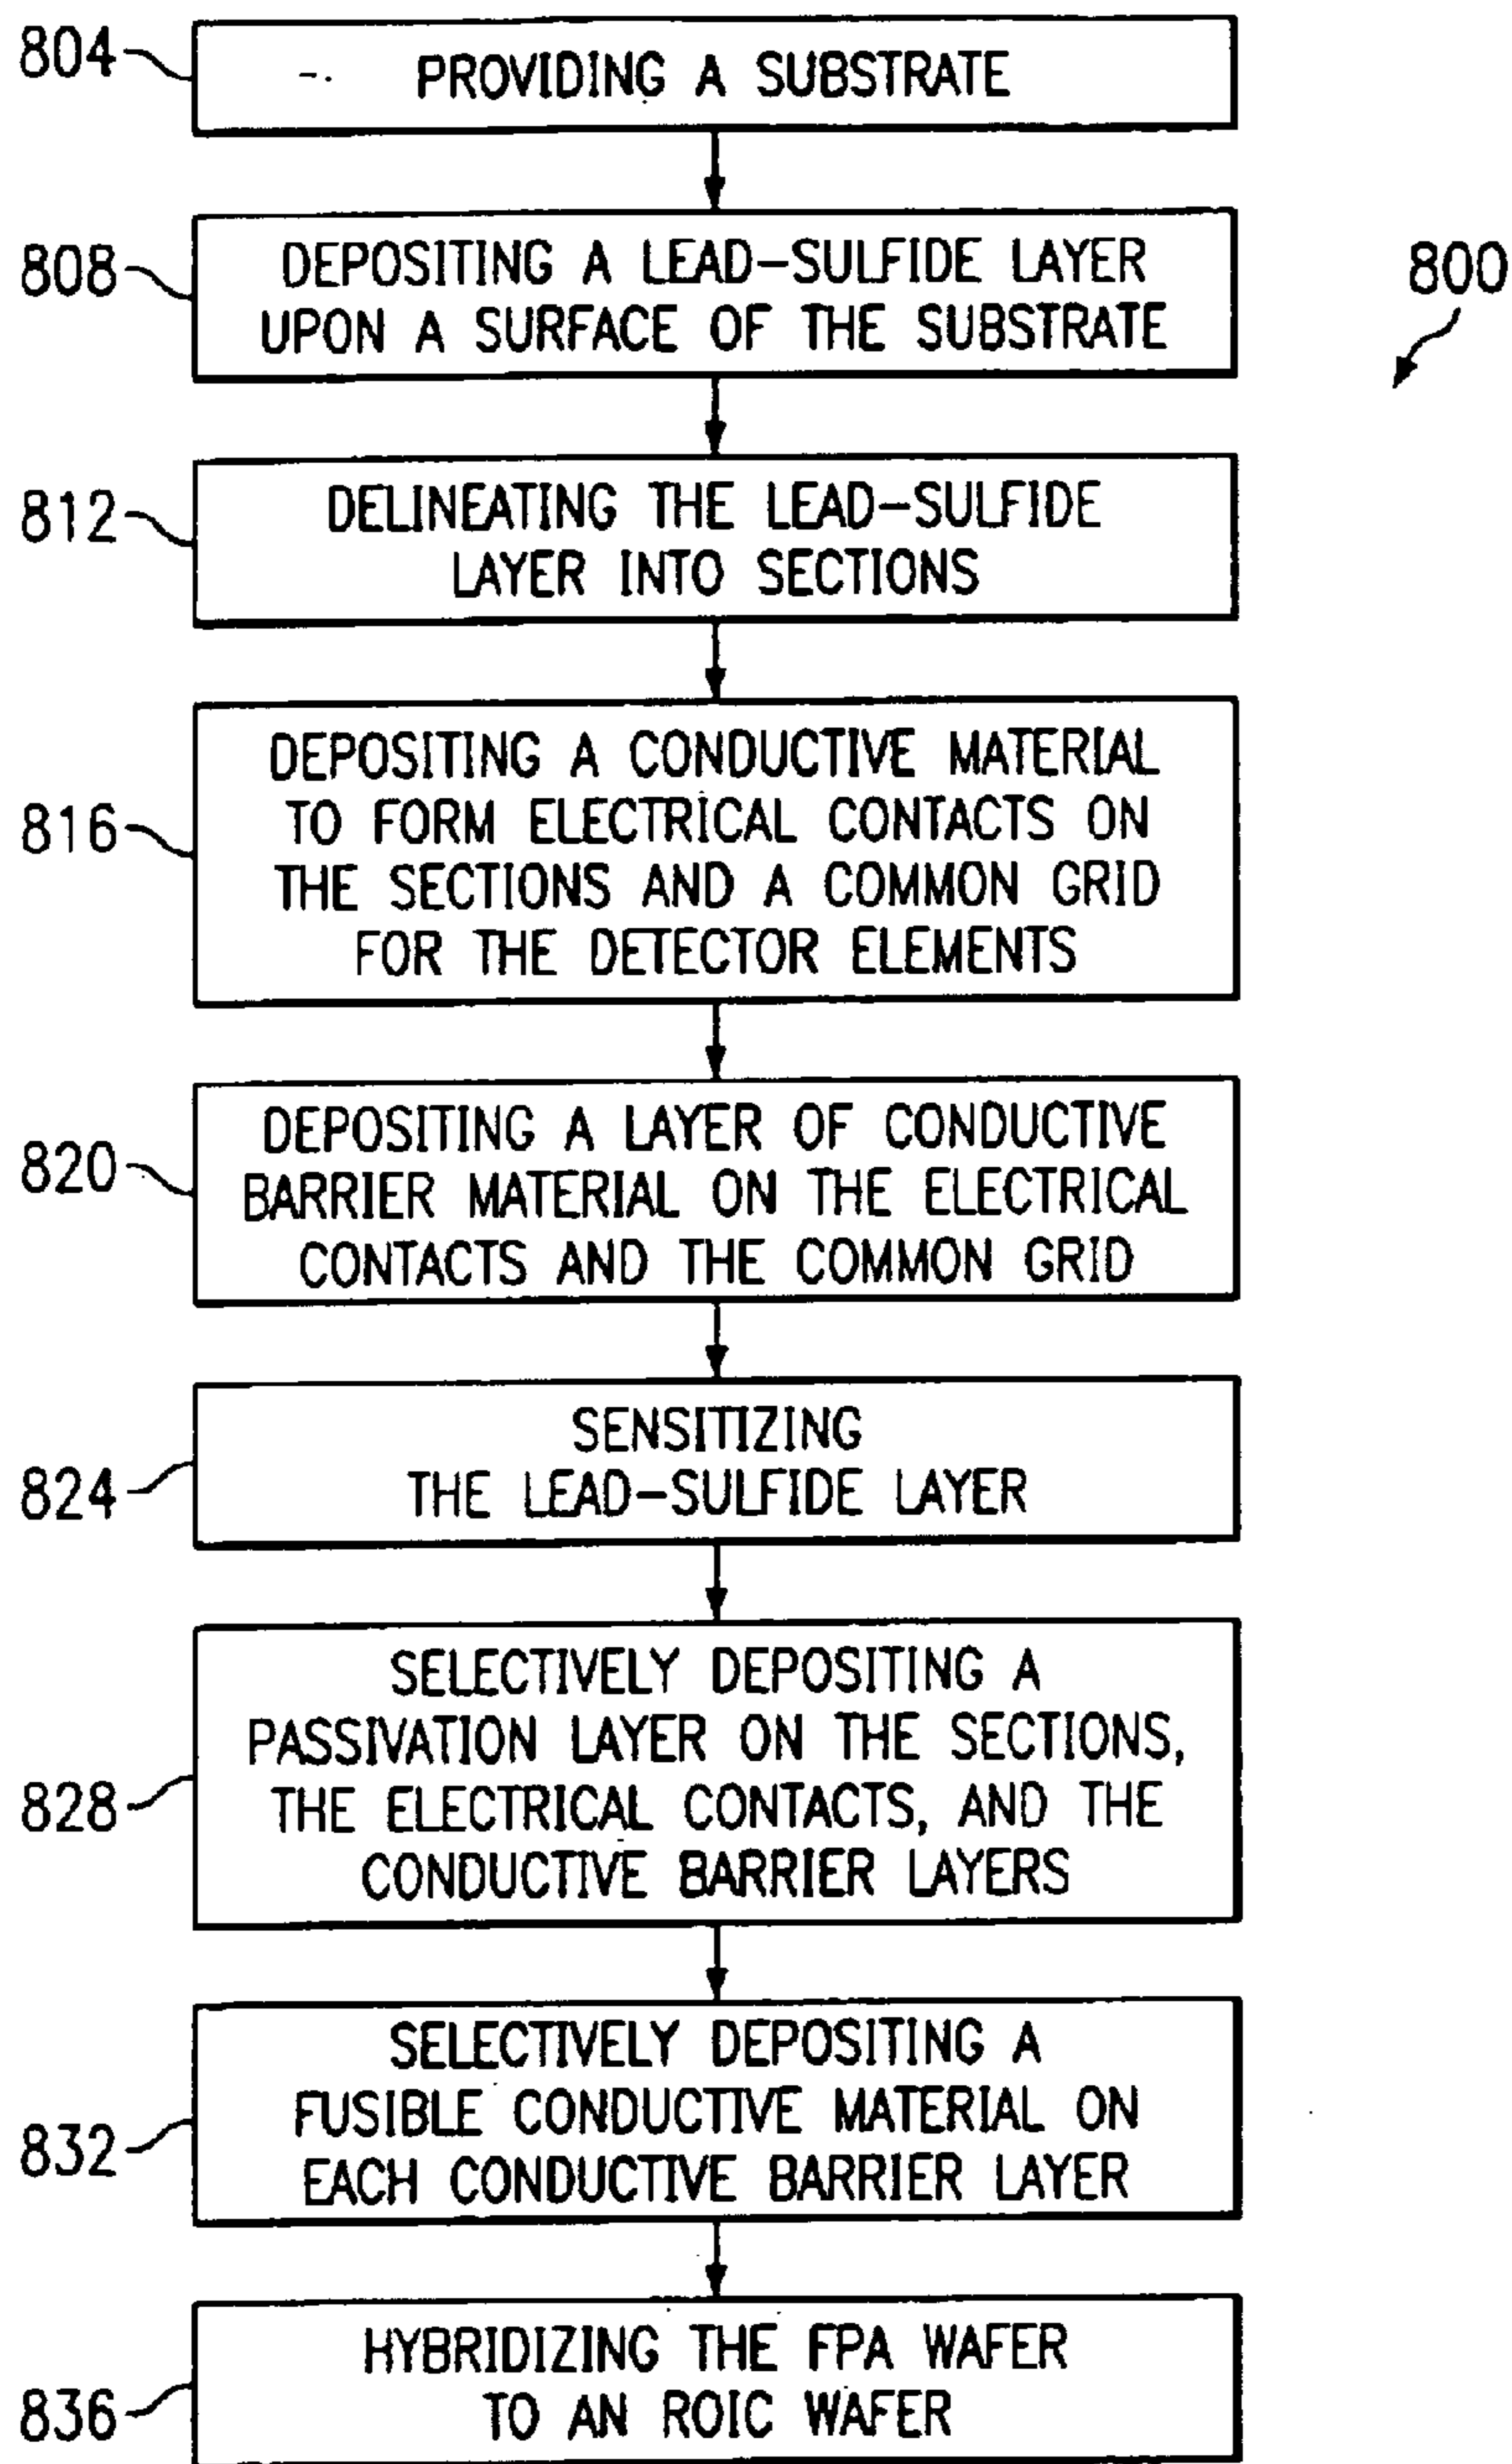 804
PROVIDING A SUBSTRATE
808
DEPOSITING A LEAD-SULFIDE LAYER
UPON A SURFACE OF THE SUBSTRATE
800
812
DELINEATING THE LEAD-SULFIDE
LAYER INTO SECTIONS
816
DEPOSITING A CONDUCTIVE MATERIAL
TO FORM ELECTRICAL CONTACTS ON
THE SECTIONS AND A COMMON GRID
FOR THE DETECTOR ELEMENTS
820
DEPOSITING A LAYER OF CONDUCTIVE
BARRIER MATERIAL ON THE ELECTRICAL
CONTACTS AND THE COMMON GRID
824
SENSITIZING
THE LEAD-SULFIDE LAYER
828
SELECTIVELY DEPOSITING A
PASSIVATION LAYER ON THE SECTIONS,
THE ELECTRICAL CONTACTS, AND THE
CONDUCTIVE BARRIER LAYERS
832
SELECTIVELY DEPOSITING A
FUSIBLE CONDUCTIVE MATERIAL ON
EACH CONDUCTIVE BARRIER LAYER
836
HYBRIDIZING THE FPA WAFER
TO AN ROIC WAFER